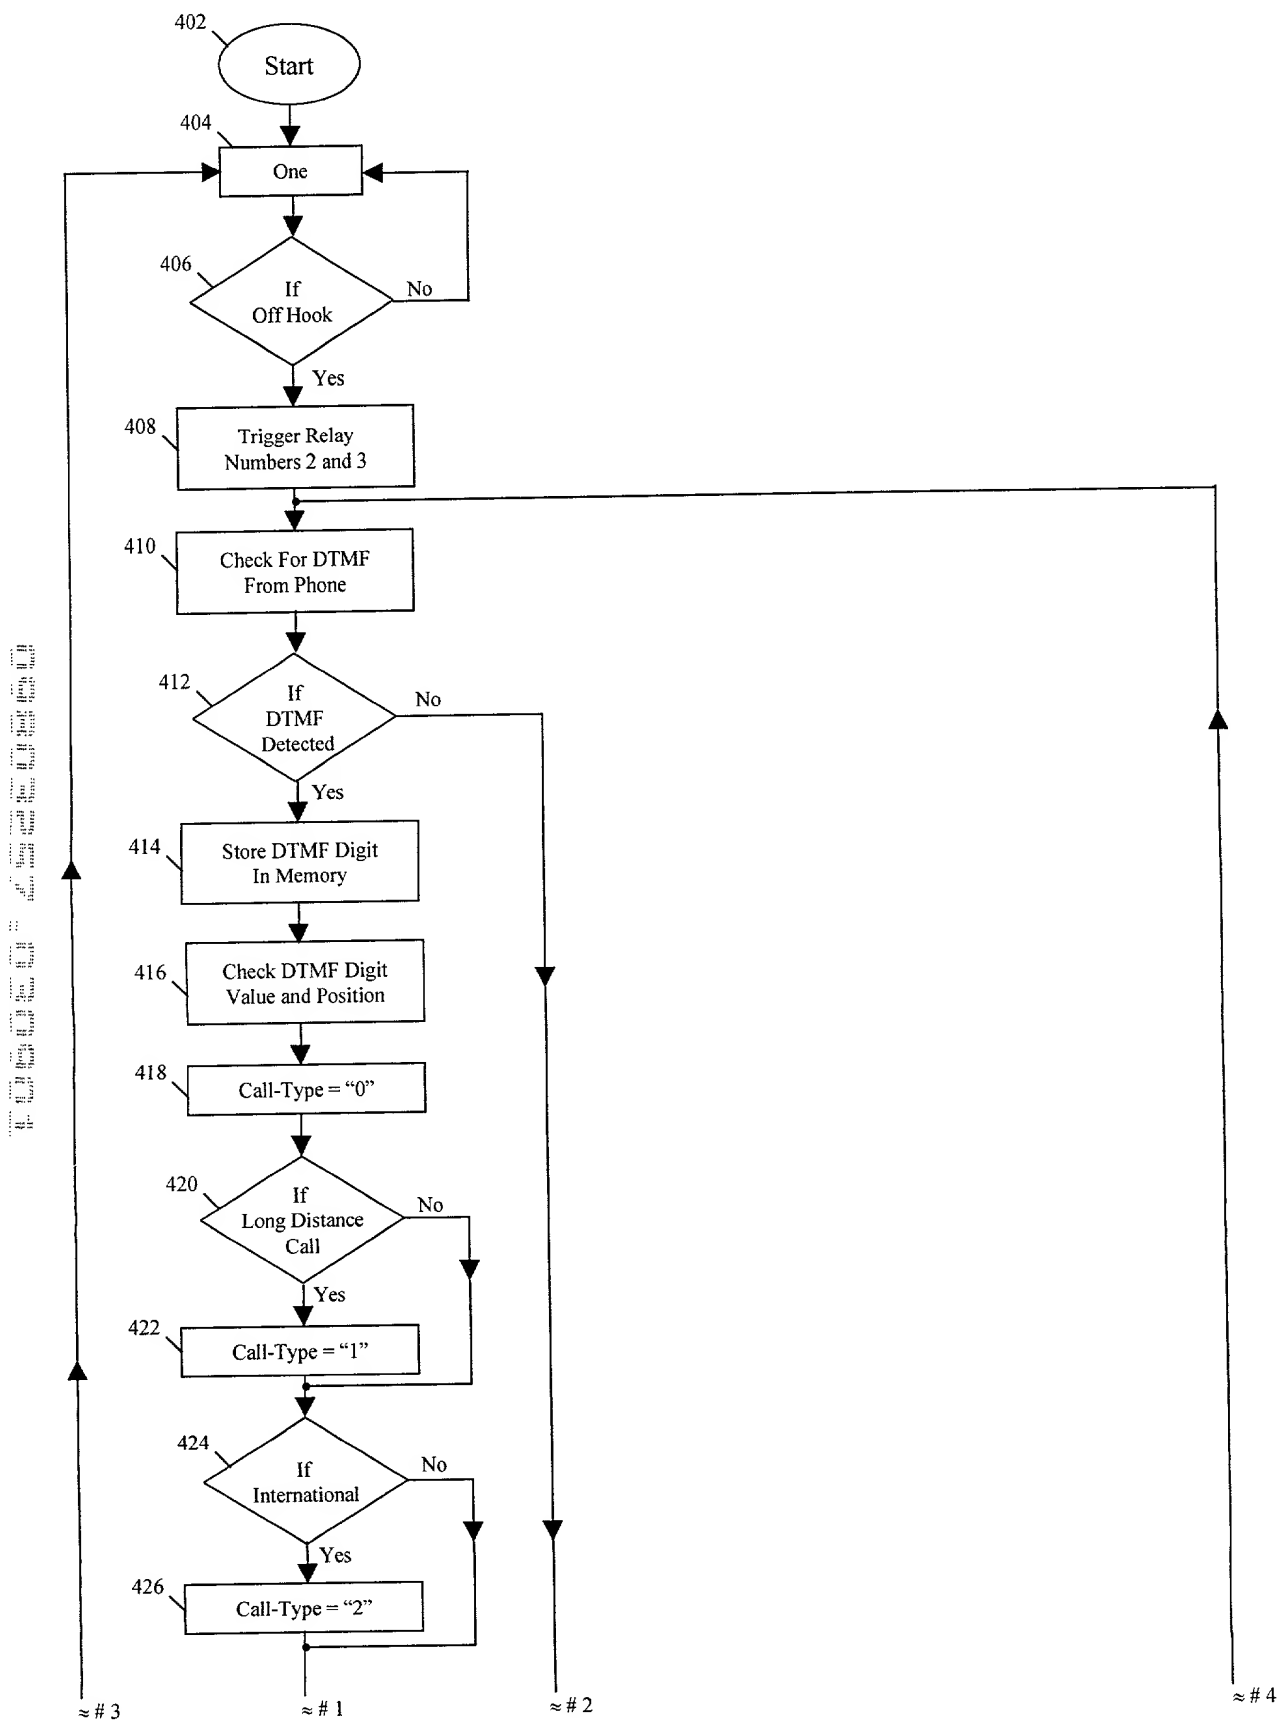 402
Start
404
One
406
If
Off Hook
No
Yes
408
Trigger Relay
Numbers 2 and 3
410
Check For DTMF
From Phone
412
If
DTMF
Detected
No
Yes
414
Store DTMF Digit
In Memory
416
Check DTMF Digit
Value and Position
418
Call-Type = “0”
420
If
Long Distance
Call
No
Yes
422
Call-Type = “1”
424
If
International
No
Yes
426
Call-Type = “2”
≈ # 3
≈ # 1
≈ # 2
≈ # 4